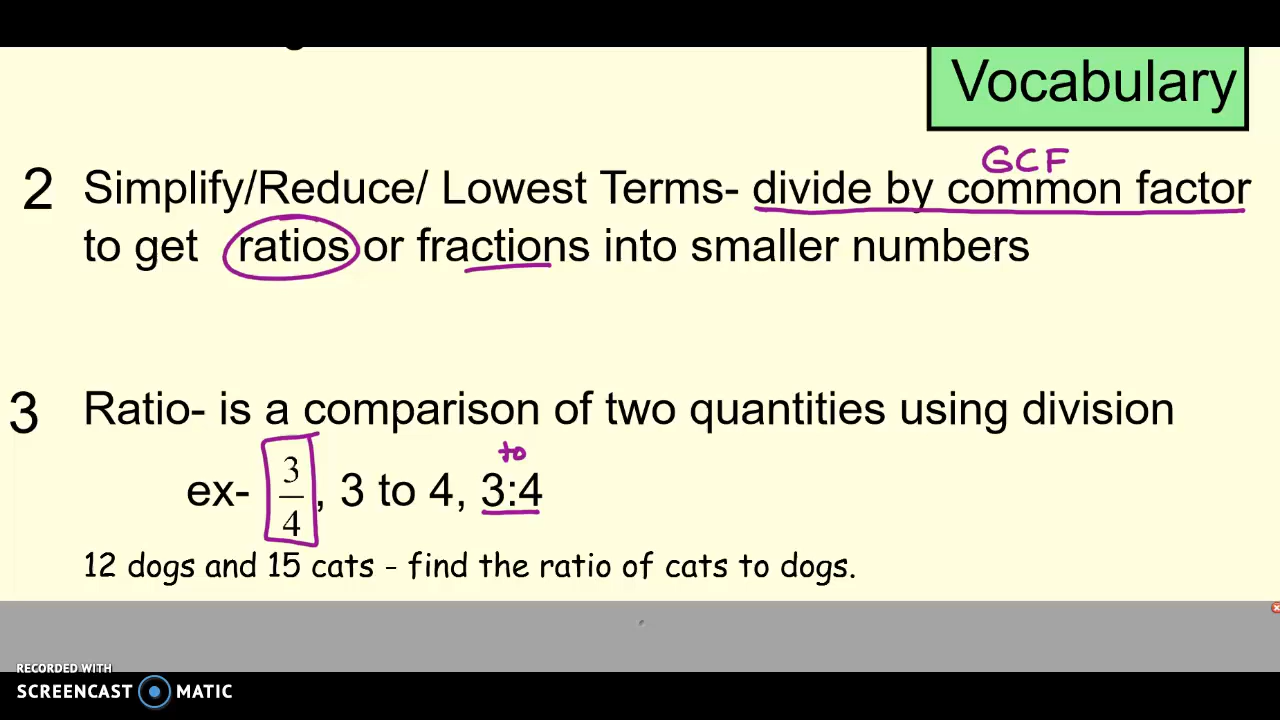 Vocabulary
GCF
2 Simplify/Reduce/ Lowest Terms- divide by common factor
to get ratios or fractions into smaller numbers
3 Ratio- is a comparison of two quantities using division
to
ex- 3/4, 3 to 4, 3:4
12 dogs and 15 cats - find the ratio of cats to dogs.
RECORDED WITH
SCREENCAST MATIC